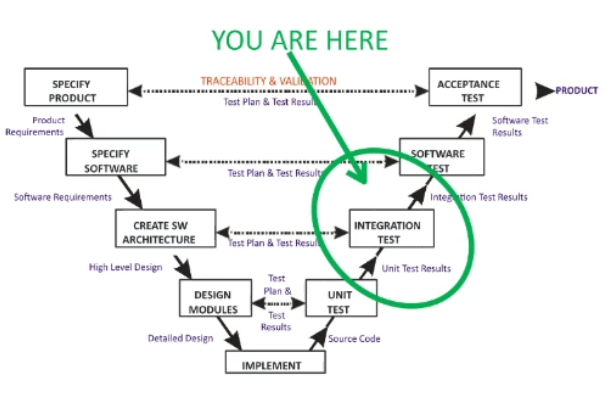 YOU ARE HERE
SPECIFY
PRODUCT
TRACEABILITY & VALIDATION
Test Plan & Test Results
ACCEPTANCE
TEST
PRODUCT
Product
Requirements
Software Test
Results
SPECIFY
SOFTWARE
Test Plan & Test Results
SOFTWARE
TEST
Software Requirements
Integration Test Results
CREATE SW
ARCHITECTURE
Test Plan & Test Results
INTEGRATION
TEST
High Level Design
Unit Test Results
DESIGN
MODULES
Test
Plan &
Test
Results
UNIT
TEST
Detailed Design
Source Code
IMPLEMENT